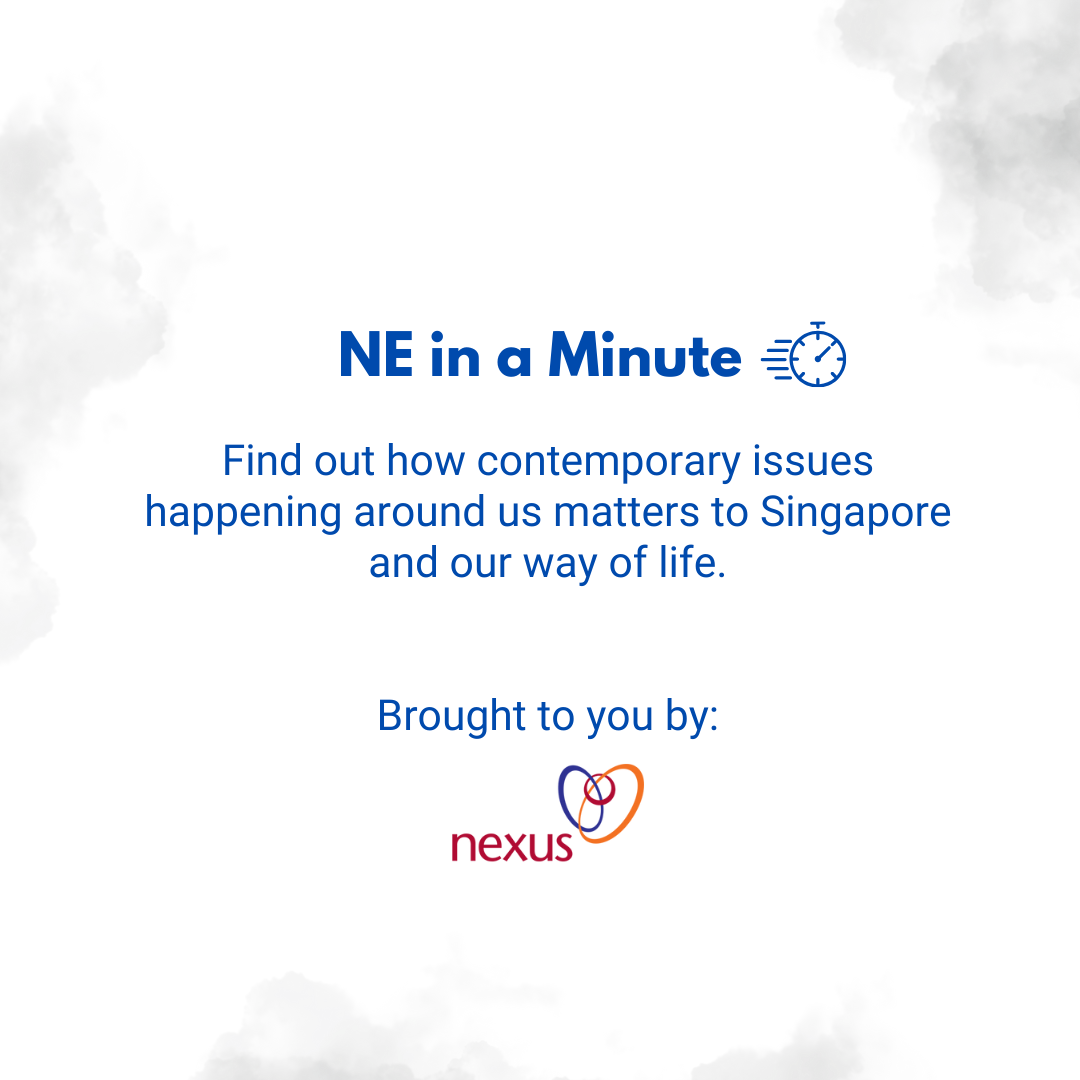 NE in a Minute
Find out how contemporary issues
happening around us matters to Singapore
and our way of life.
Brought to you by:
nexus